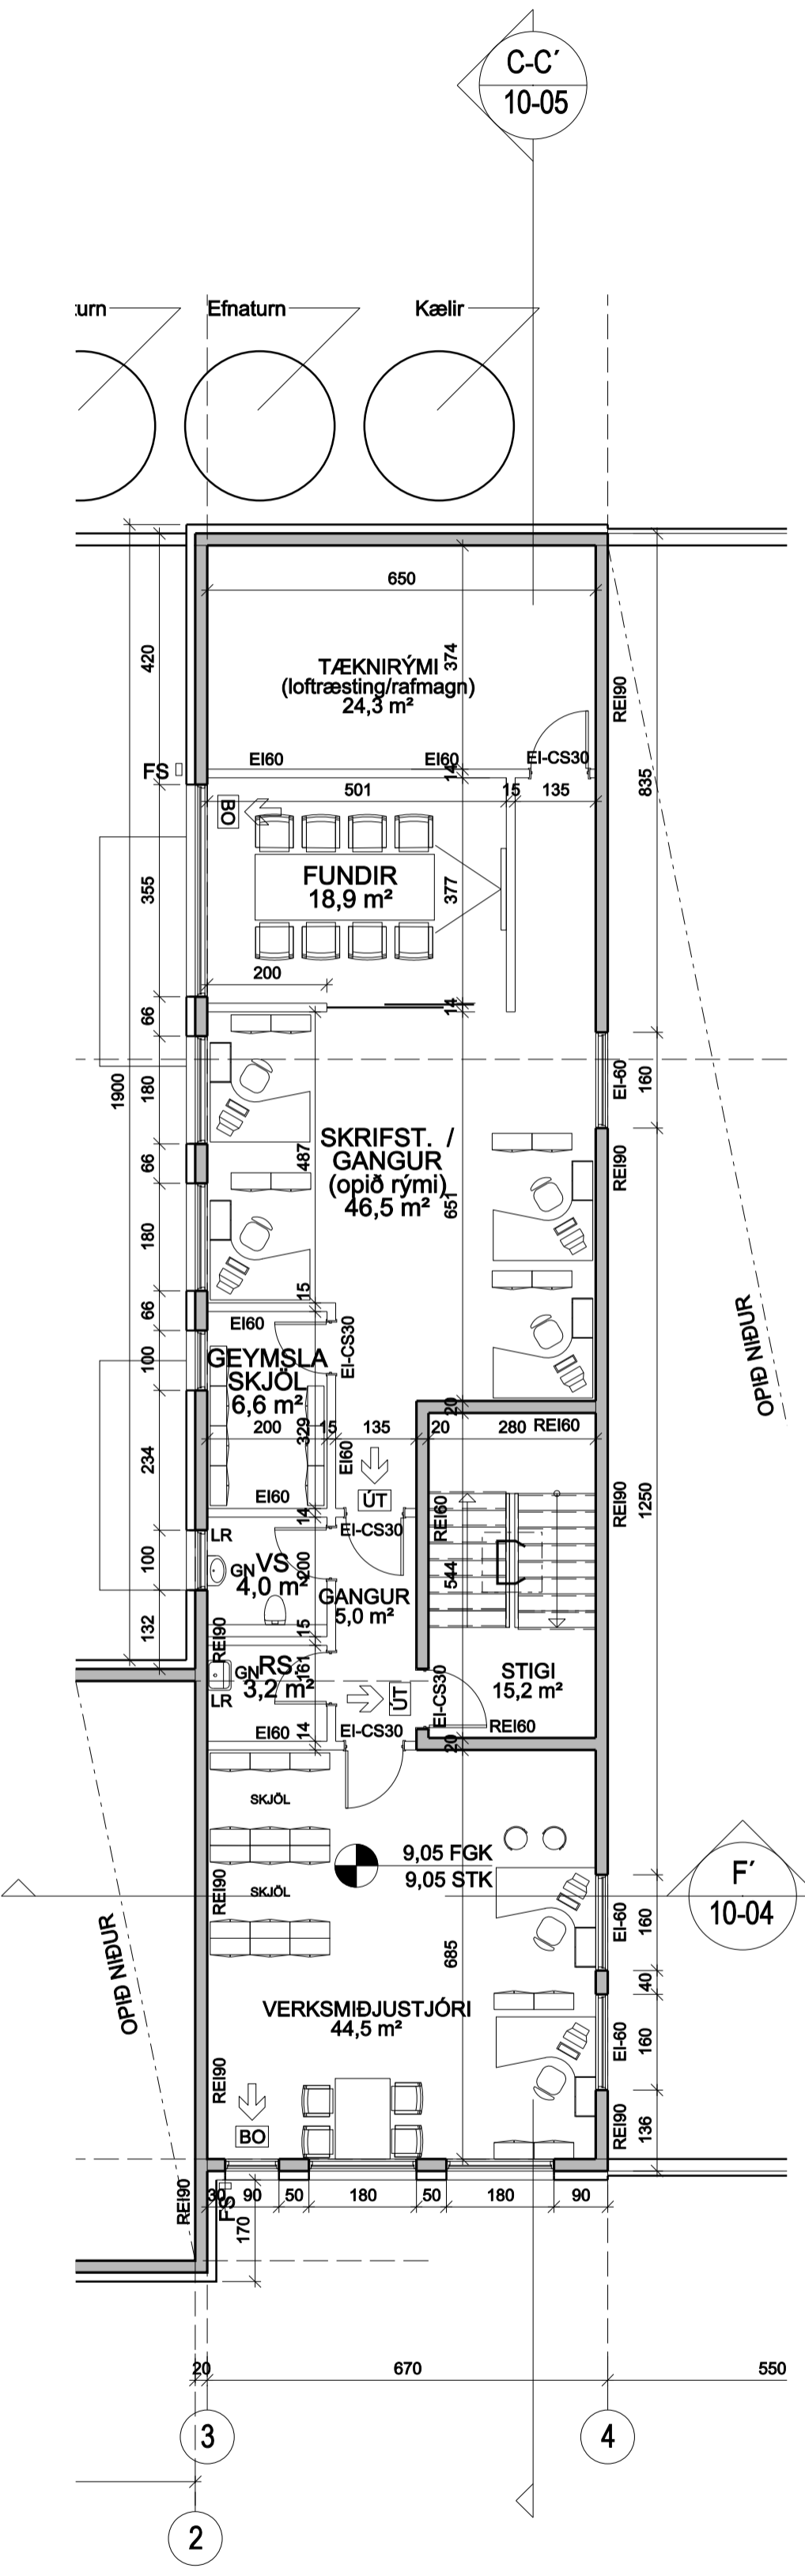 C-C´
10-05
urn
Efnaturn
Kælir
650
420
374
TÆKNIRÝMI
(loftræsting/rafmagn)
24,3 m²
REI90
EI60
EI60
EI-CS30
FS
14
835
501
15
135
BO
FUNDIR
18,9 m²
355
377
200
14
66
1900
180
EI-60
160
SKRIFST. /
GANGUR
(opið rými)
46,5 m²
487
651
66
REI90
180
15
66
EI60
EI-CS30
OPIÐ NIÐUR
100
GEYMSLA
SKJÖL
6,6 m²
20
200
15
135
20
280
REI60
329
234
EI60
ÚT
EI60
REI60
REI90
1250
14
EI-CS30
LR
100
GN
VS
4,0 m²
200
544
GANGUR
5,0 m²
132
REI90
15
GN
RS.
3,2 m²
161
STIGI
15,2 m²
LR
ÚT
EI-CS30
EI60
14
EI-CS30
REI60
20
SKJÖL
9,05 FGK
9,05 STK
SKJÖL
REI90
F´
10-04
EI-60
160
OPIÐ NIÐUR
685
40
VERKSMIÐJUSTJÓRI
44,5 m²
EI-60
160
REI90
BO
REI90
136
REI90
30
90
50
180
50
180
90
FS
170
20
670
550
3
4
2